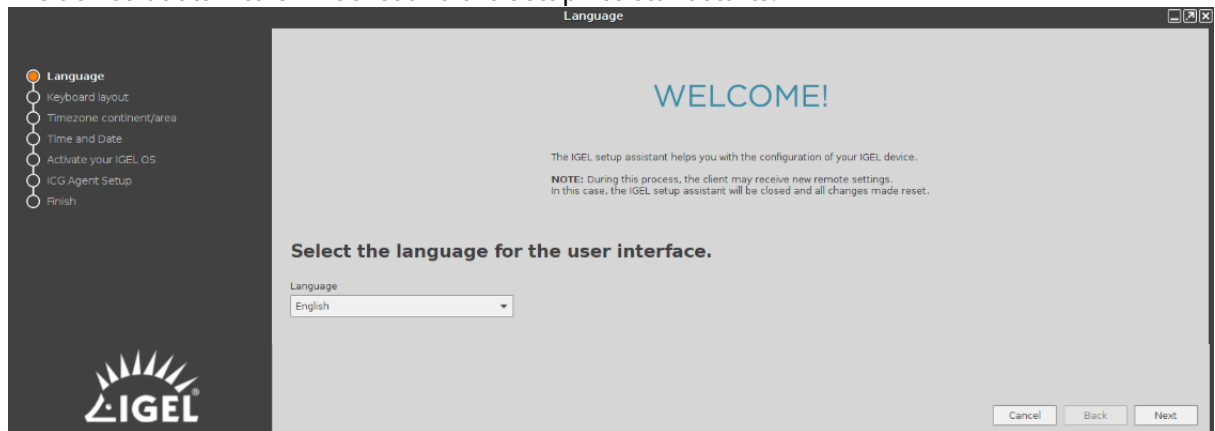 Language
Language
Keyboard layout
Timezone continent/area
Time and Date
Activate your IGEL OS
ICG Agent Setup
Finish
WELCOME!
The IGEL setup assistant helps you with the configuration of your IGEL device.
NOTE: During this process, the client may receive new remote settings.
In this case, the IGEL setup assistant will be closed and all changes made reset.
Select the language for the user interface.
Language
English
IGEL®
Cancel
Back
Next